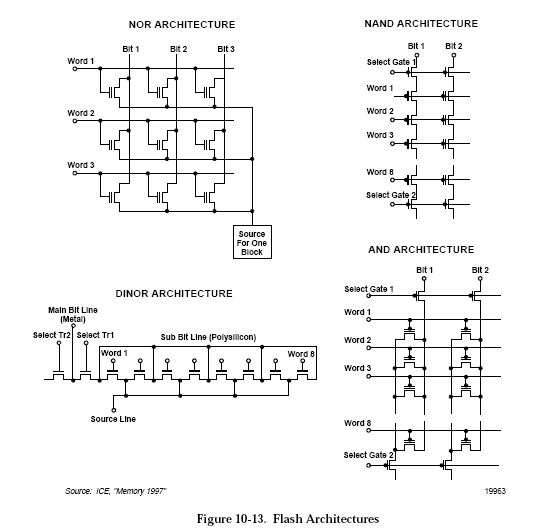 NOR ARCHITECTURE
Bit 1 Bit 2 Bit 3
Word 1
Word 2
Word 3
Source
For One
Block
NAND ARCHITECTURE
Bit 1 Bit 2
Select Gate 1
Word 1
Word 2
Word 3
Word 8
Select Gate 2
DINOR ARCHITECTURE
Main Bit Line
(Metal)
Select Tr2 Select Tr1
Sub Bit Line (Polysilicon)
Word 1 Word 8
Source Line
AND ARCHITECTURE
Bit 1 Bit 2
Select Gate 1
Word 1
Word 2
Word 3
Word 8
Select Gate 2
Source: ICE, "Memory 1997" 19963
Figure 10-13. Flash Architectures